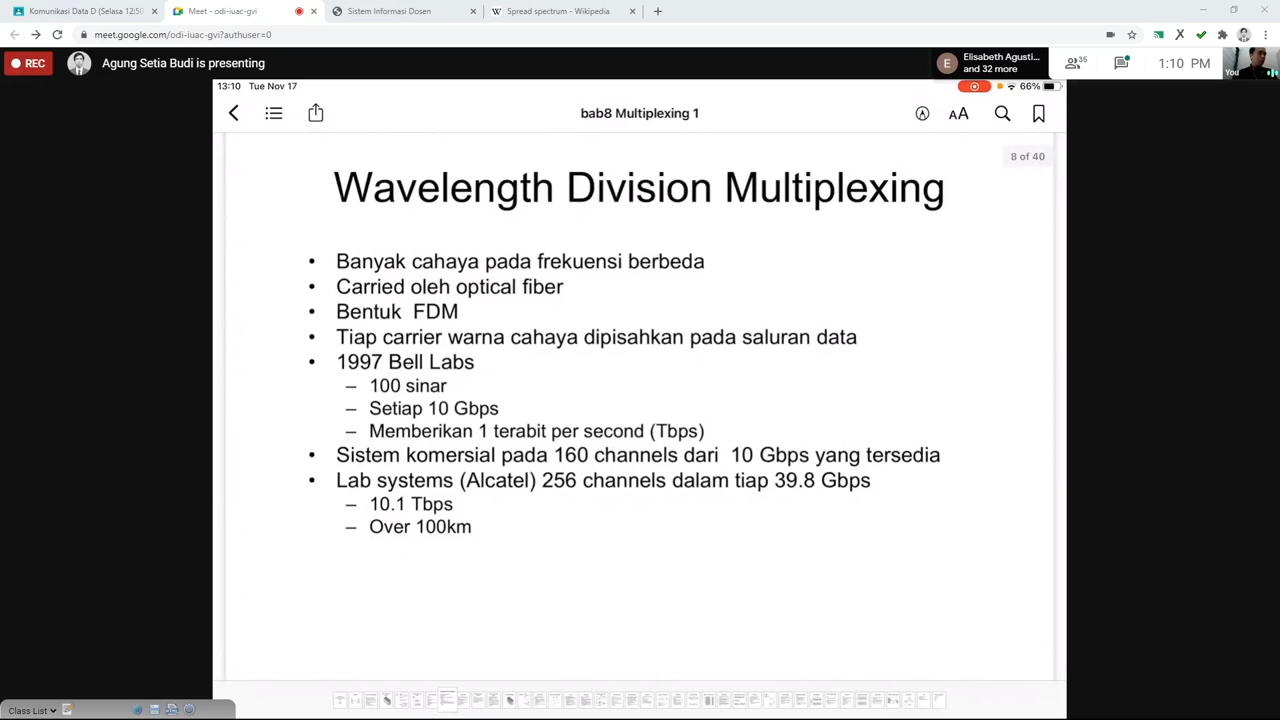 Komunikasi Data D (Selasa 12:50
Meet - odi-iuac-gvi
Sistem Informasi Dosen
Spread spectrum - Wikipedia
meet.google.com/odi-iuac-gvi?authuser=0
REC
Agung Setia Budi is presenting
E
Elisabeth Agusti...
and 32 more
35
1:10 PM
You
13:10 Tue Nov 17
66%
bab8 Multiplexing 1
AA
8 of 40
Wavelength Division Multiplexing
• Banyak cahaya pada frekuensi berbeda
• Carried oleh optical fiber
• Bentuk FDM
• Tiap carrier warna cahaya dipisahkan pada saluran data
• 1997 Bell Labs
– 100 sinar
– Setiap 10 Gbps
– Memberikan 1 terabit per second (Tbps)
• Sistem komersial pada 160 channels dari 10 Gbps yang tersedia
• Lab systems (Alcatel) 256 channels dalam tiap 39.8 Gbps
– 10.1 Tbps
– Over 100km
Class List